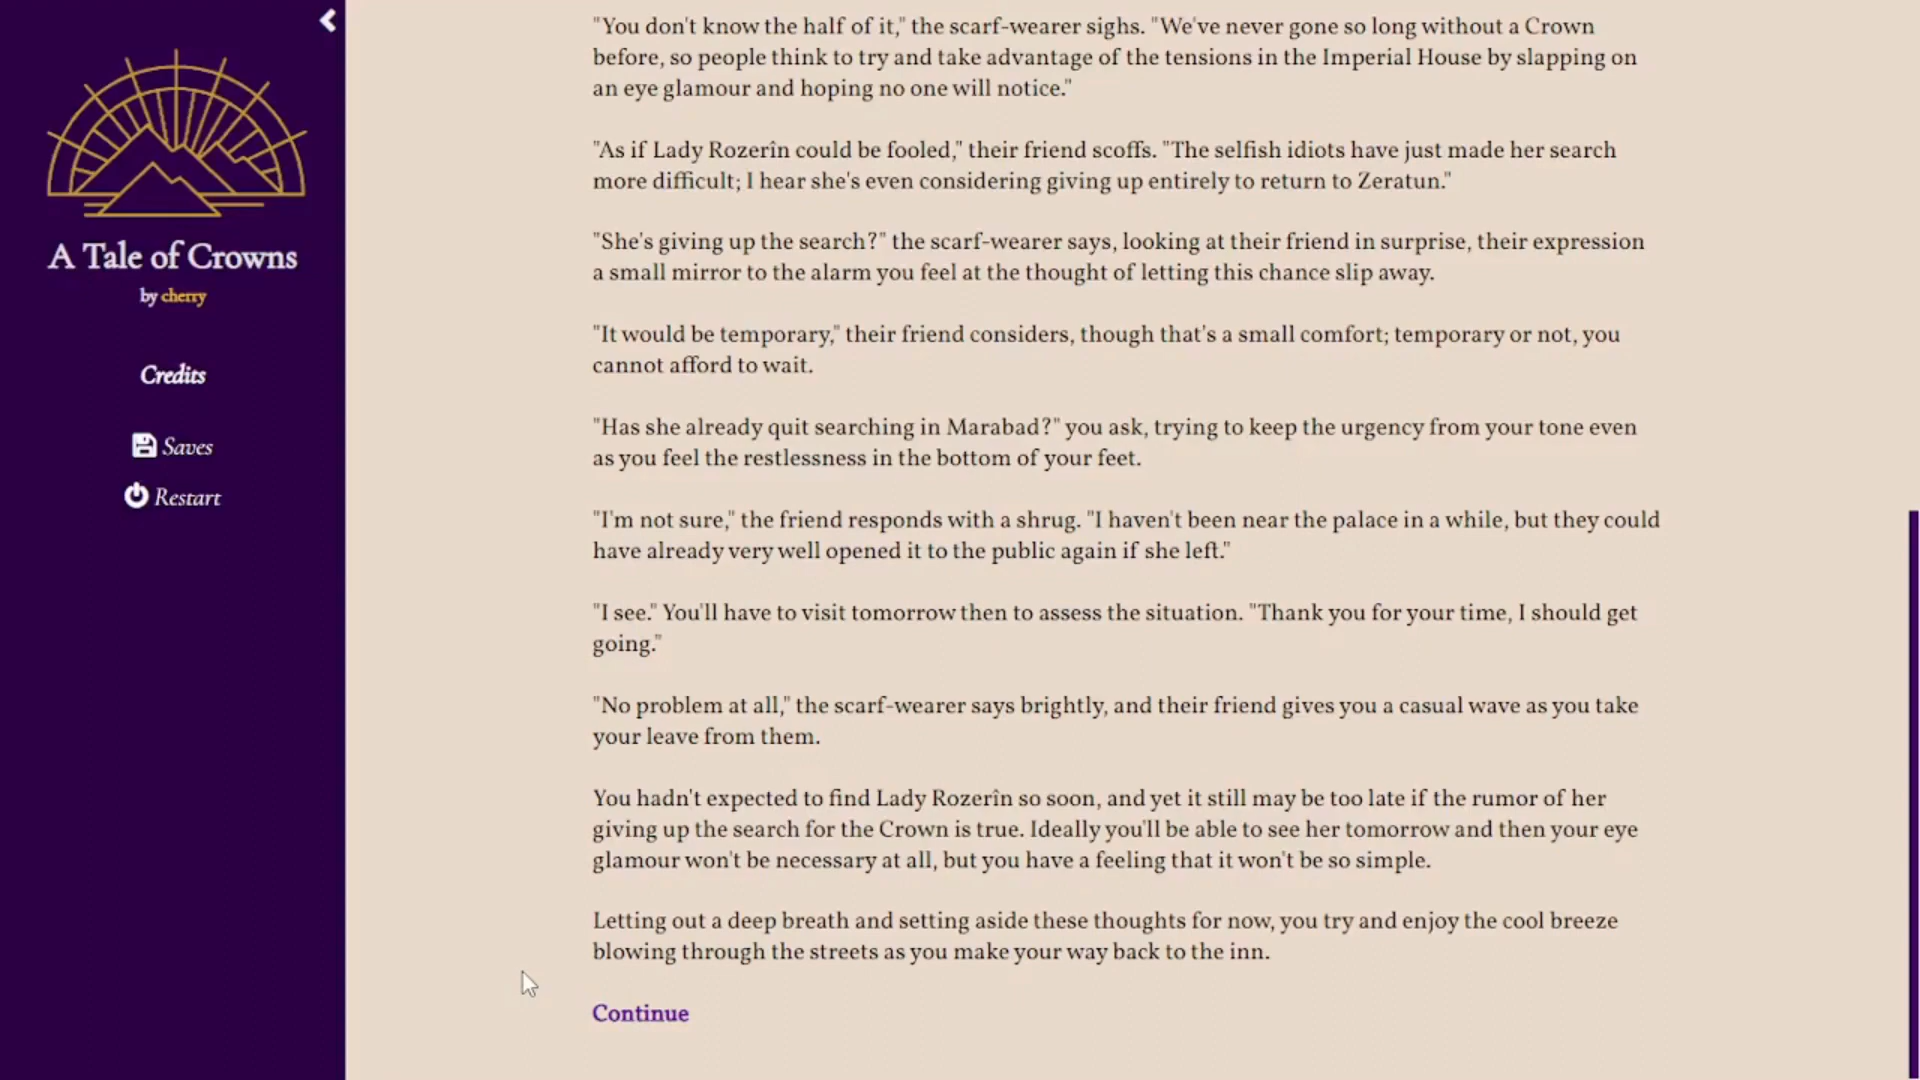 A Tale of Crowns
by cherry
Credits
Saves
Restart
"You don't know the half of it," the scarf-wearer sighs. "We've never gone so long without a Crown
before, so people think to try and take advantage of the tensions in the Imperial House by slapping on
an eye glamour and hoping no one will notice."
"As if Lady Rozerîn could be fooled," their friend scoffs. "The selfish idiots have just made her search
more difficult; I hear she's even considering giving up entirely to return to Zeratun."
"She's giving up the search?" the scarf-wearer says, looking at their friend in surprise, their expression
a small mirror to the alarm you feel at the thought of letting this chance slip away.
"It would be temporary," their friend considers, though that's a small comfort; temporary or not, you
cannot afford to wait.
"Has she already quit searching in Marabad?" you ask, trying to keep the urgency from your tone even
as you feel the restlessness in the bottom of your feet.
"I'm not sure," the friend responds with a shrug. "I haven't been near the palace in a while, but they could
have already very well opened it to the public again if she left."
"I see." You'll have to visit tomorrow then to assess the situation. "Thank you for your time, I should get
going."
"No problem at all," the scarf-wearer says brightly, and their friend gives you a casual wave as you take
your leave from them.
You hadn't expected to find Lady Rozerîn so soon, and yet it still may be too late if the rumor of her
giving up the search for the Crown is true. Ideally you'll be able to see her tomorrow and then your eye
glamour won't be necessary at all, but you have a feeling that it won't be so simple.
Letting out a deep breath and setting aside these thoughts for now, you try and enjoy the cool breeze
blowing through the streets as you make your way back to the inn.
Continue